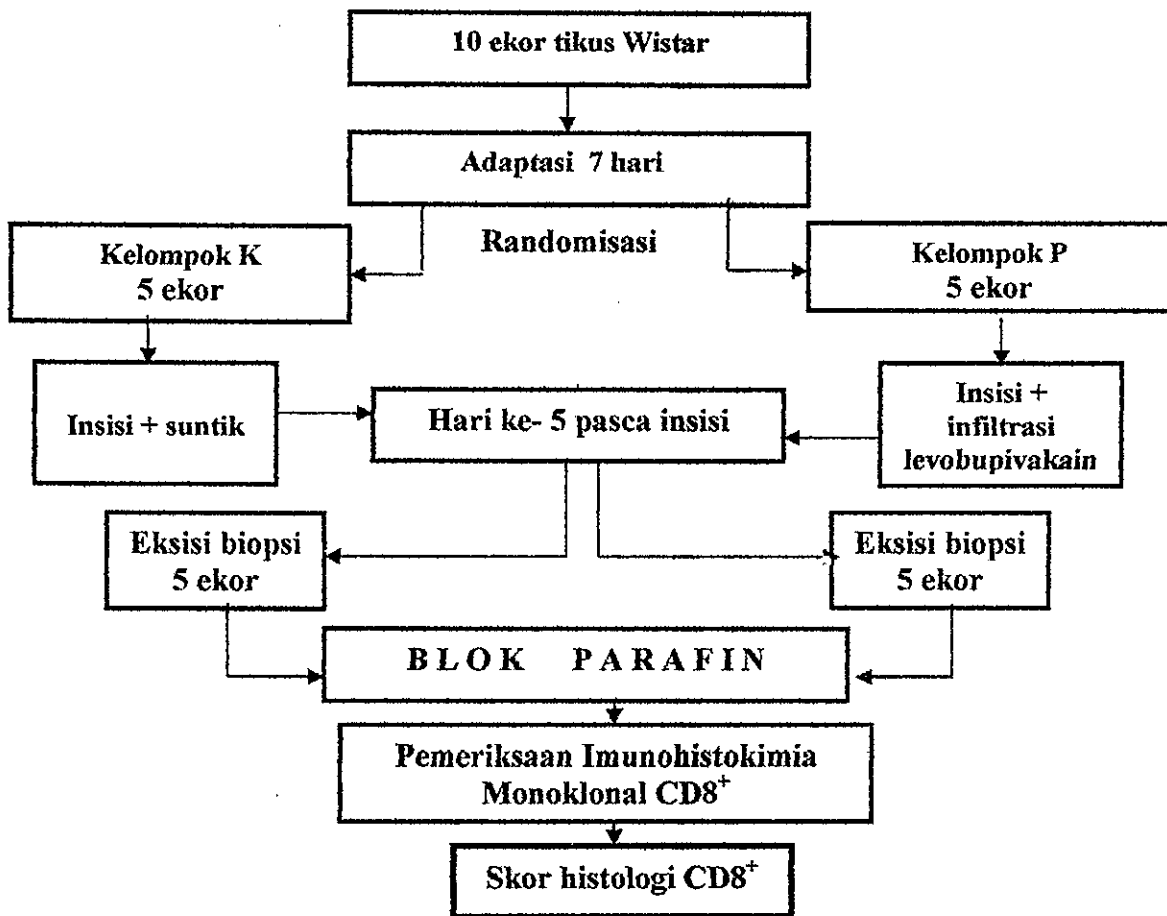 10 ekor tikus Wistar
Adaptasi 7 hari
Randomisasi
Kelompok K
5 ekor
Kelompok P
5 ekor
Insisi + suntik
Hari ke- 5 pasca insisi
Insisi +
infiltrasi
levobupivakain
Eksisi biopsi
5 ekor
Eksisi biopsi
5 ekor
BLOK PARAFIN
Pemeriksaan Imunohistokimia
Monoklonal CD8⁺
Skor histologi CD8⁺